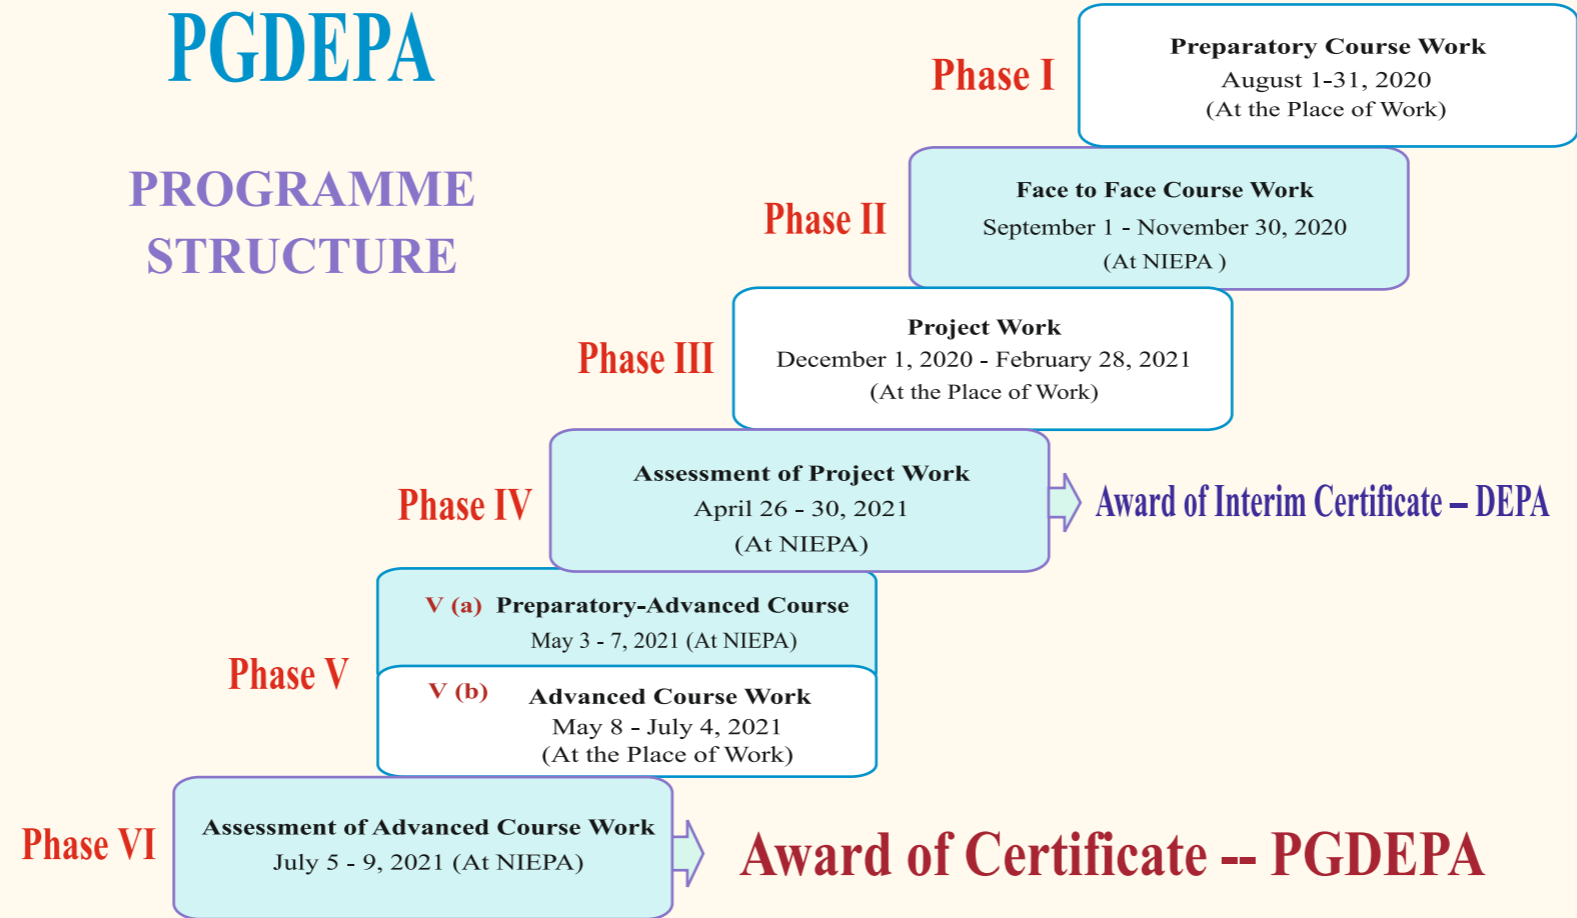 PGDEPA
PROGRAMME
STRUCTURE
Phase I
Preparatory Course Work
August 1-31, 2020
(At the Place of Work)
Phase II
Face to Face Course Work
September 1 - November 30, 2020
(At NIEPA )
Phase III
Project Work
December 1, 2020 - February 28, 2021
(At the Place of Work)
Phase IV
Assessment of Project Work
April 26 - 30, 2021
(At NIEPA)
Award of Interim Certificate – DEPA
Phase V
V (a) Preparatory-Advanced Course
May 3 - 7, 2021 (At NIEPA)
V (b) Advanced Course Work
May 8 - July 4, 2021
(At the Place of Work)
Phase VI
Assessment of Advanced Course Work
July 5 - 9, 2021 (At NIEPA)
Award of Certificate -- PGDEPA